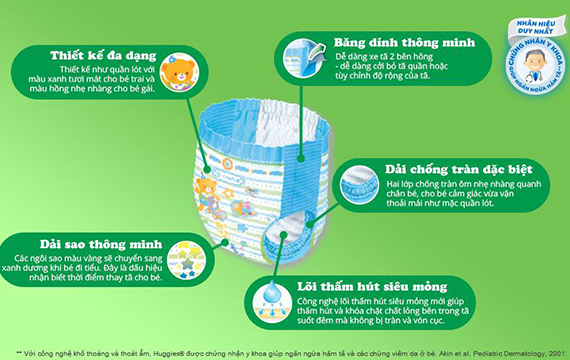 NHÃN HIỆU
DUY NHẤT
CHỨNG NHẬN Y KHOA
GIÚP NGĂN NGỪA HĂM TÃ**
Thiết kế đa dạng
Thiết kế như quần lót với
màu xanh tươi mát cho bé trai và
màu hồng nhẹ nhàng cho bé gái.
Băng dính thông minh
Dễ dàng xe tã 2 bên hông
- dễ dàng cởi bỏ tã quần hoặc
tùy chỉnh độ rộng của tã.
Dải chống tràn đặc biệt
Hai lớp chống tràn ôm nhẹ nhàng quanh
chân bé, cho bé cảm giác vừa vặn
thoải mái như mặc quần lót.
Dải sao thông minh
Các ngôi sao màu vàng sẽ chuyển sang
xanh dương khi bé đi tiểu. Đây là dấu hiệu
nhận biết thời điểm thay tã cho bé.
Lõi thấm hút siêu mỏng
Công nghệ lõi thấm hút siêu mỏng mới giúp
thấm hút và khóa chặt chất lỏng bên trong tã
suốt đêm mà không bị tràn và vón cục.
** Với công nghệ khô thoáng và thoát ẩm, Huggies® được chứng nhận y khoa giúp ngăn ngừa hăm tã và các chứng viêm da ở bé. Akin et al, Pediatric Dermatology, 2001.